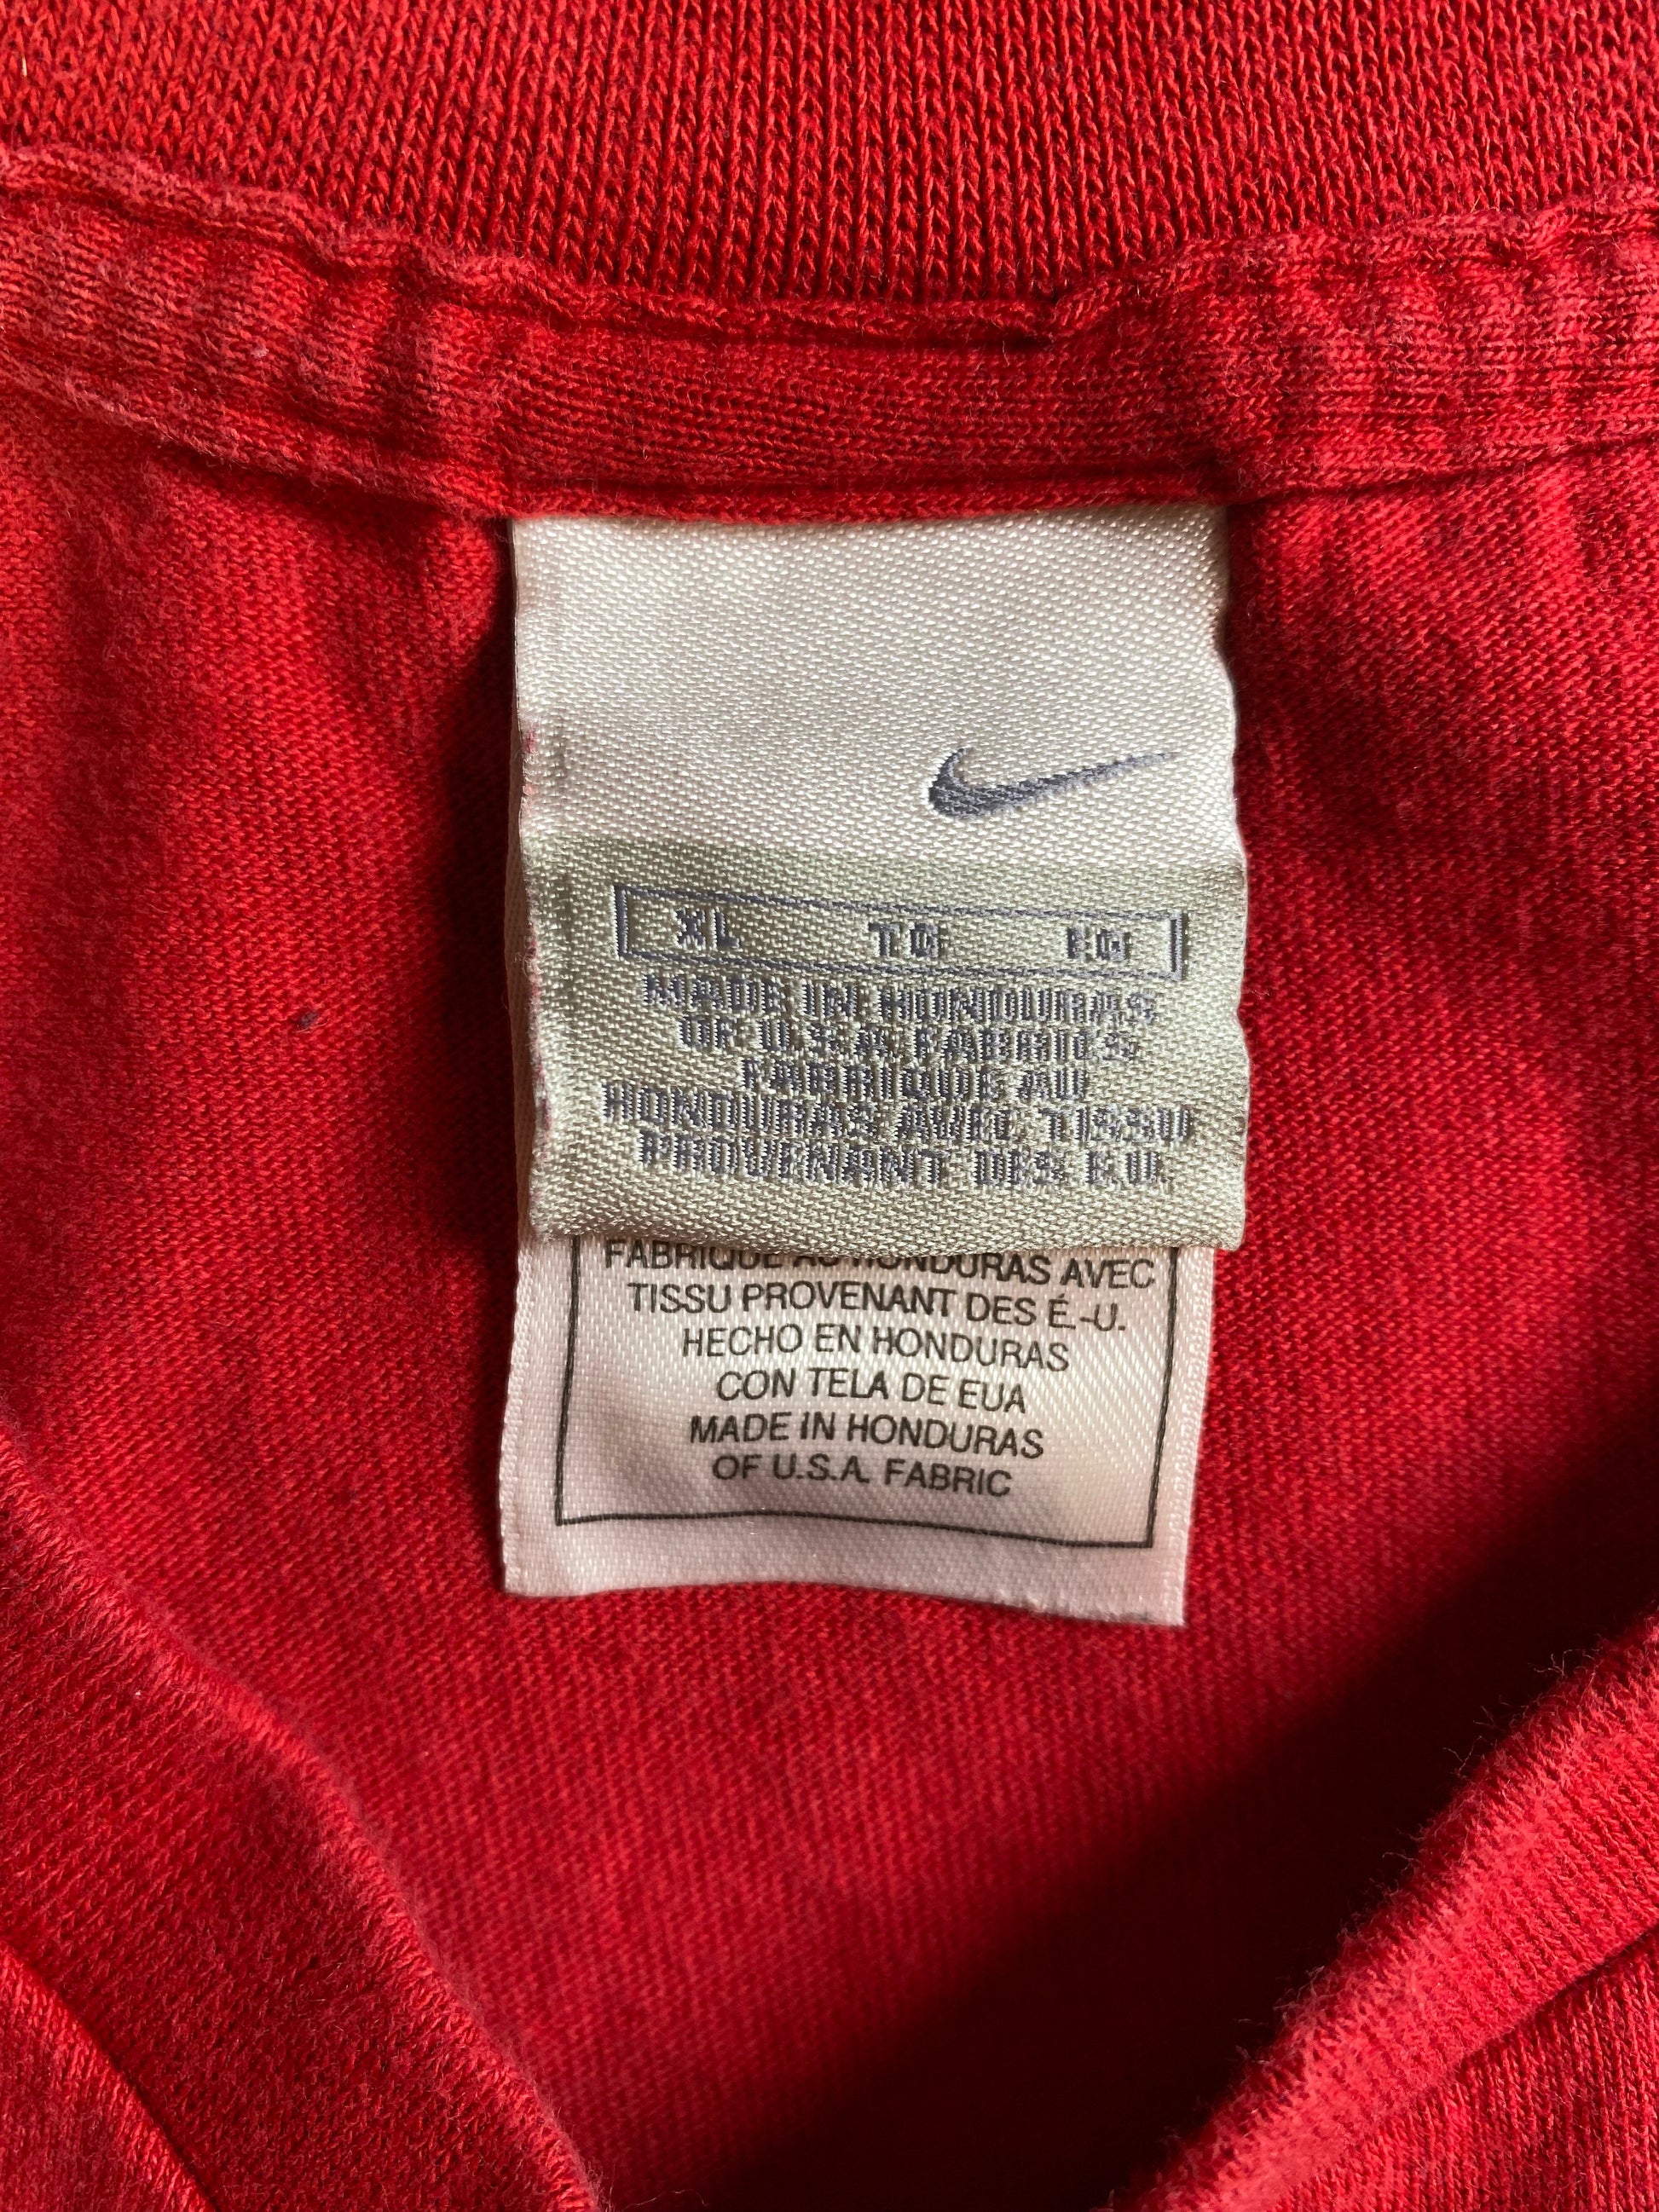 XL TG EG
MADE IN HONDURAS
OF U.S.A. FABRICS
FABRIQUE AU
HONDURAS AVEC TISSU
PROVENANT DES E.U.
FABRIQUÉ AU HONDURAS AVEC
TISSU PROVENANT DES É.-U.
HECHO EN HONDURAS
CON TELA DE EUA
MADE IN HONDURAS
OF U.S.A. FABRIC